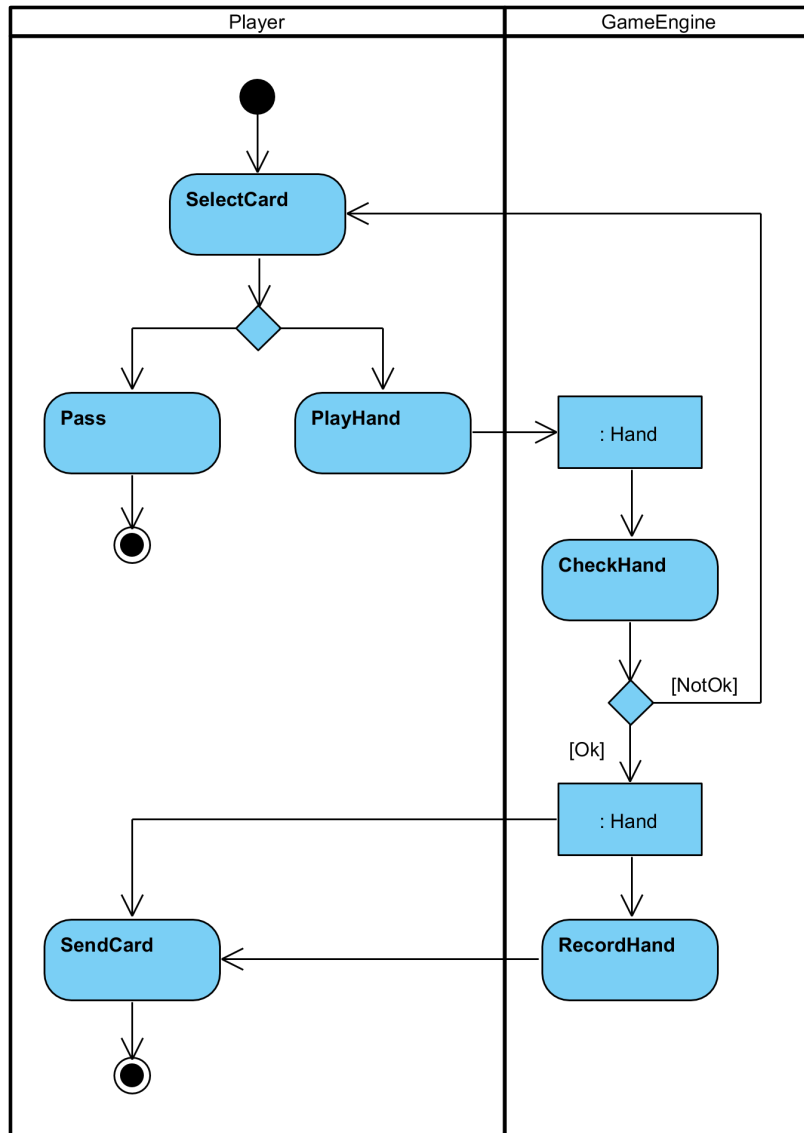 Player
GameEngine
SelectCard
Pass
PlayHand
: Hand
CheckHand
[NotOk]
[Ok]
: Hand
SendCard
RecordHand